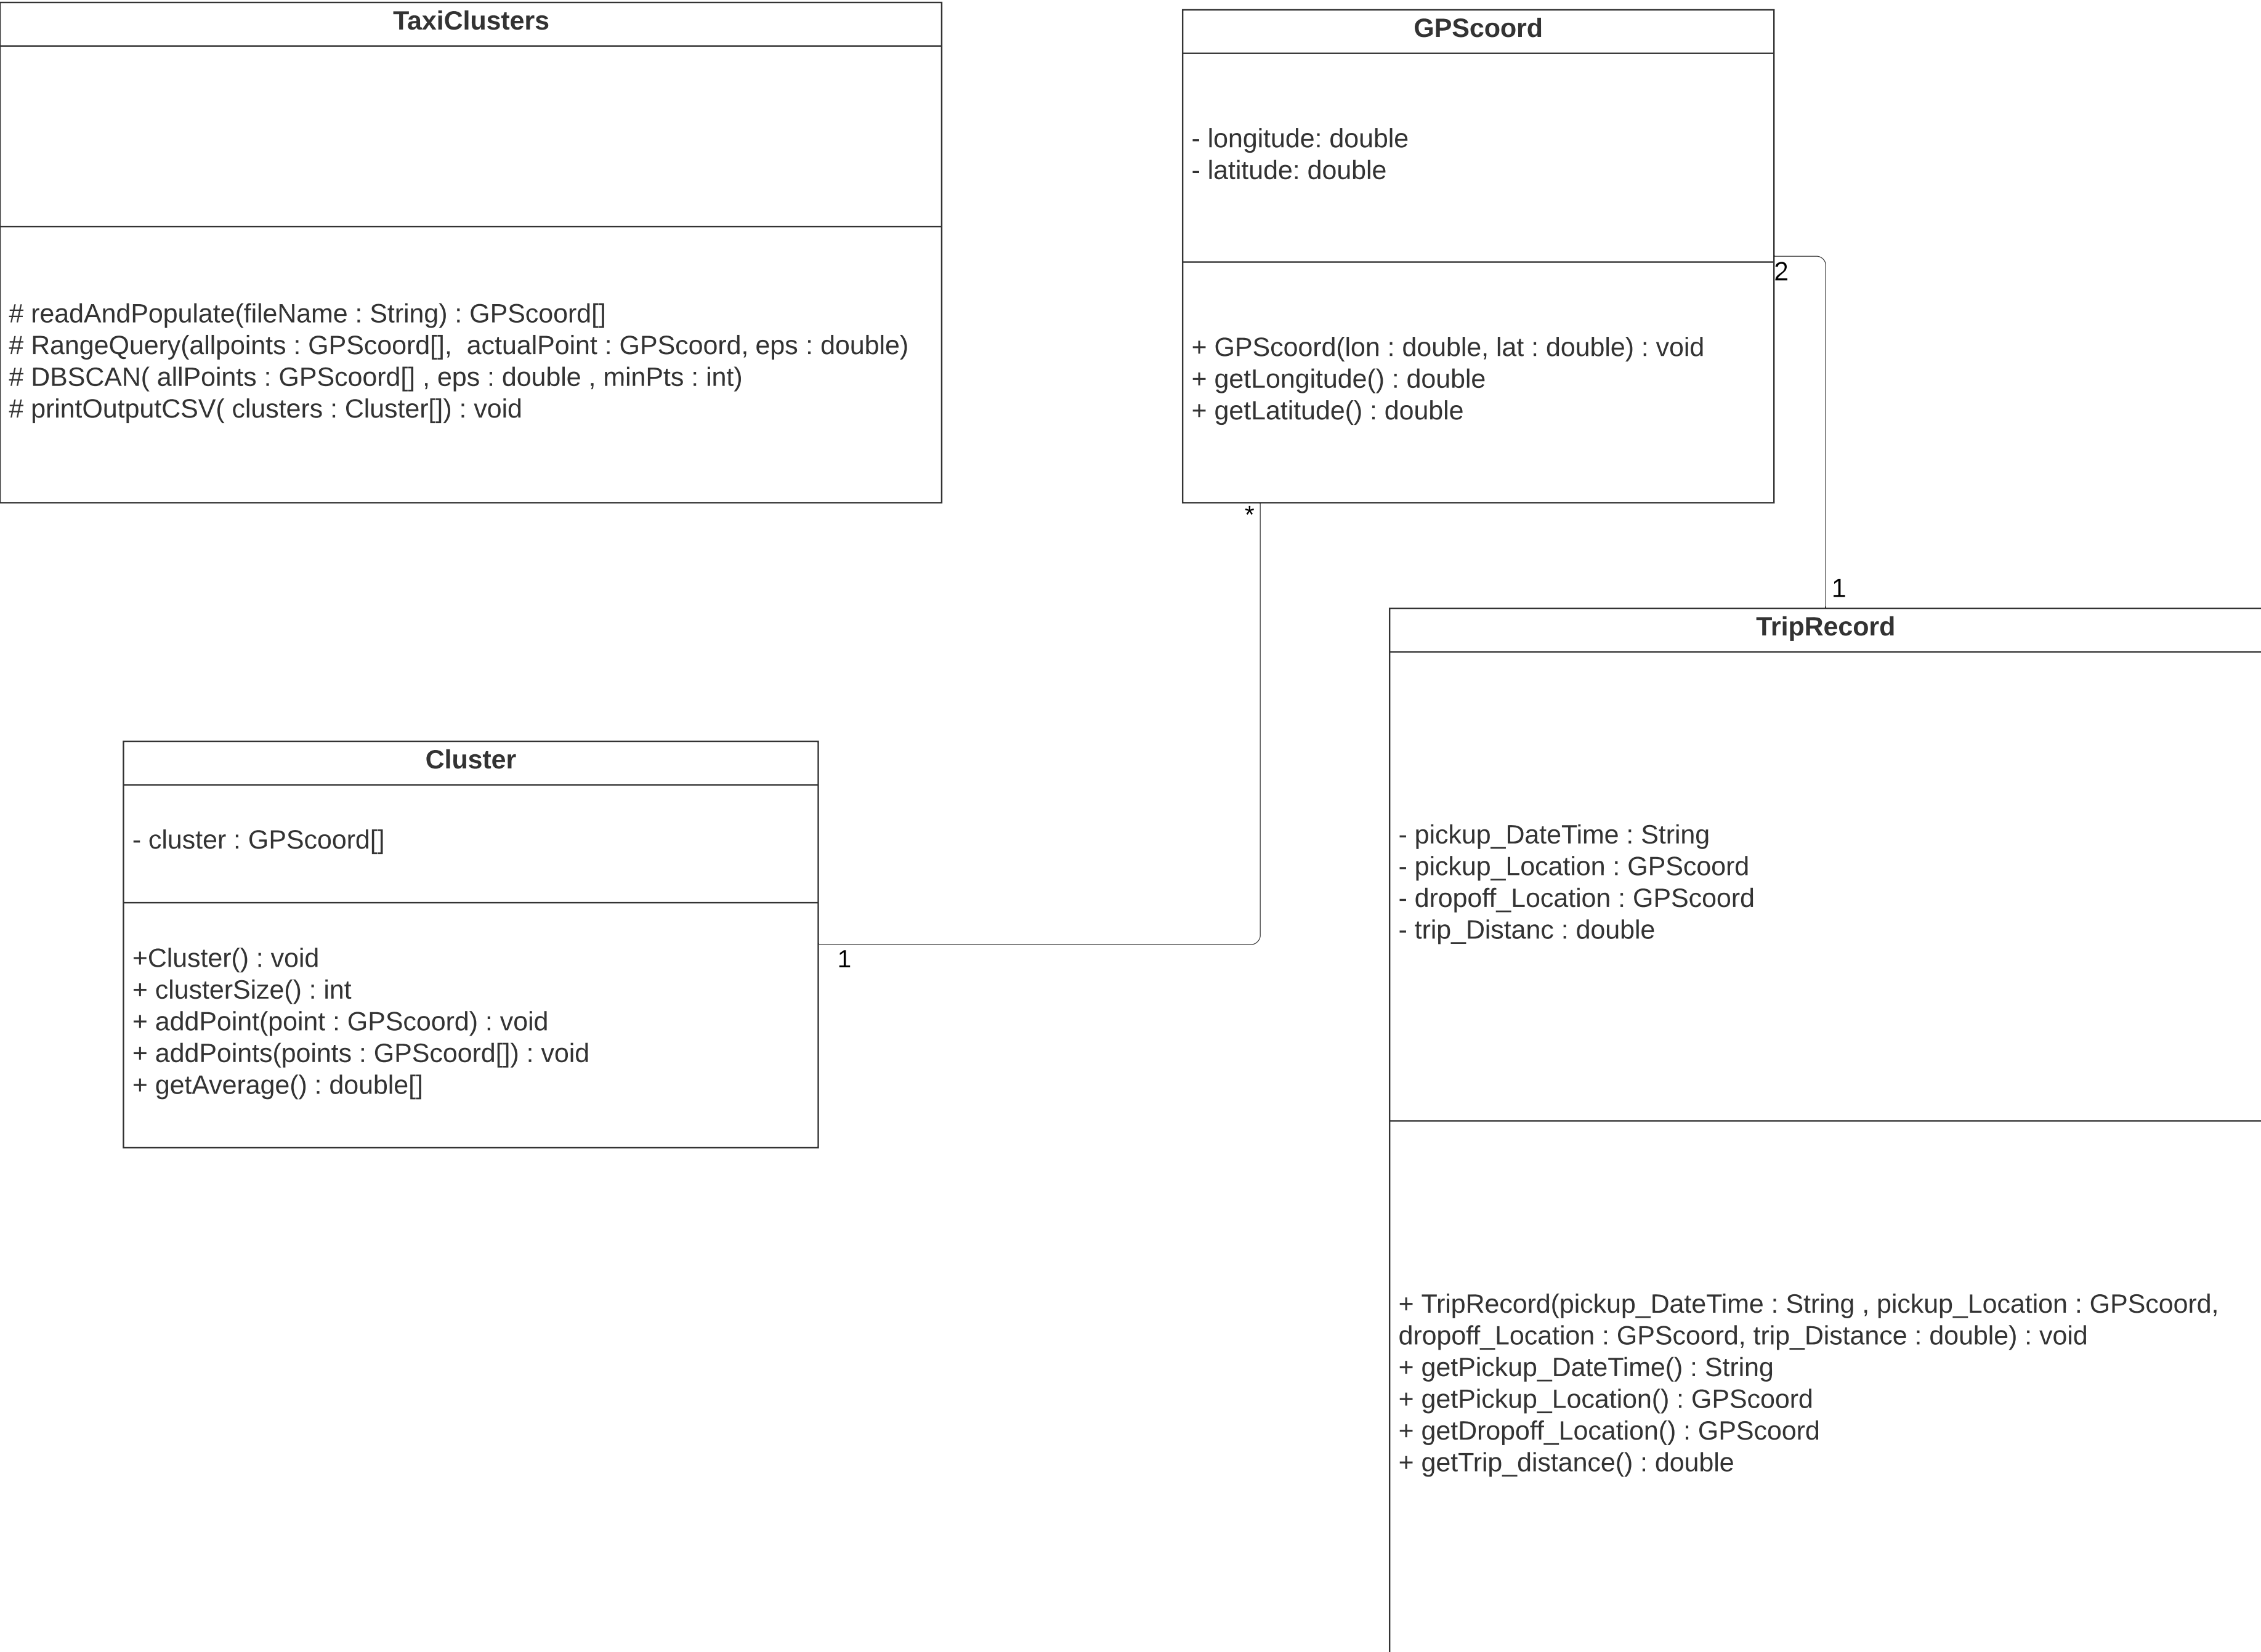 TaxiClusters
# readAndPopulate(fileName : String) : GPScoord[]
# RangeQuery(allpoints : GPScoord[],  actualPoint : GPScoord, eps : double)
# DBSCAN( allPoints : GPScoord[] , eps : double , minPts : int)
# printOutputCSV( clusters : Cluster[]) : void
GPScoord
- longitude: double
- latitude: double
+ GPScoord(lon : double, lat : double) : void
+ getLongitude() : double
+ getLatitude() : double
2
*
1
TripRecord
- pickup_DateTime : String
- pickup_Location : GPScoord
- dropoff_Location : GPScoord
- trip_Distanc : double
+ TripRecord(pickup_DateTime : String , pickup_Location : GPScoord,
dropoff_Location : GPScoord, trip_Distance : double) : void
+ getPickup_DateTime() : String
+ getPickup_Location() : GPScoord
+ getDropoff_Location() : GPScoord
+ getTrip_distance() : double
Cluster
- cluster : GPScoord[]
+Cluster() : void
+ clusterSize() : int
+ addPoint(point : GPScoord) : void
+ addPoints(points : GPScoord[]) : void
+ getAverage() : double[]
1